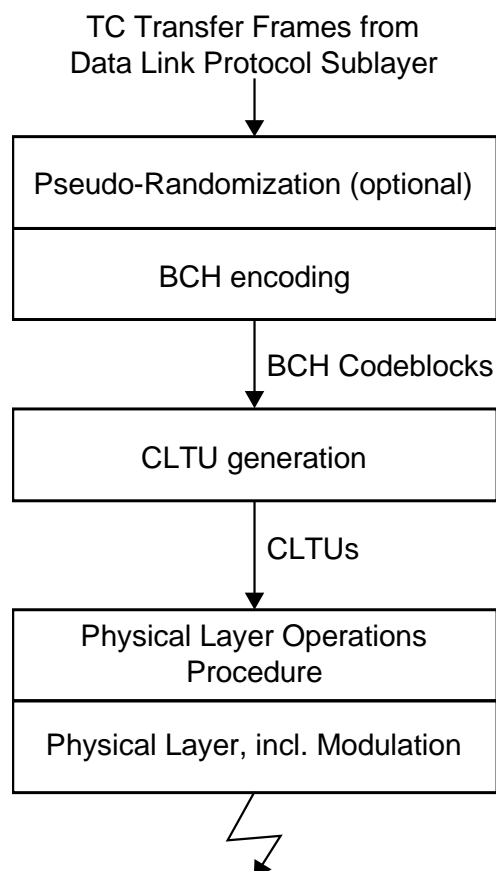 TC Transfer Frames from
Data Link Protocol Sublayer
Pseudo-Randomization (optional)
BCH encoding
BCH Codeblocks
CLTU generation
CLTUs
Physical Layer Operations
Procedure
Physical Layer, incl. Modulation